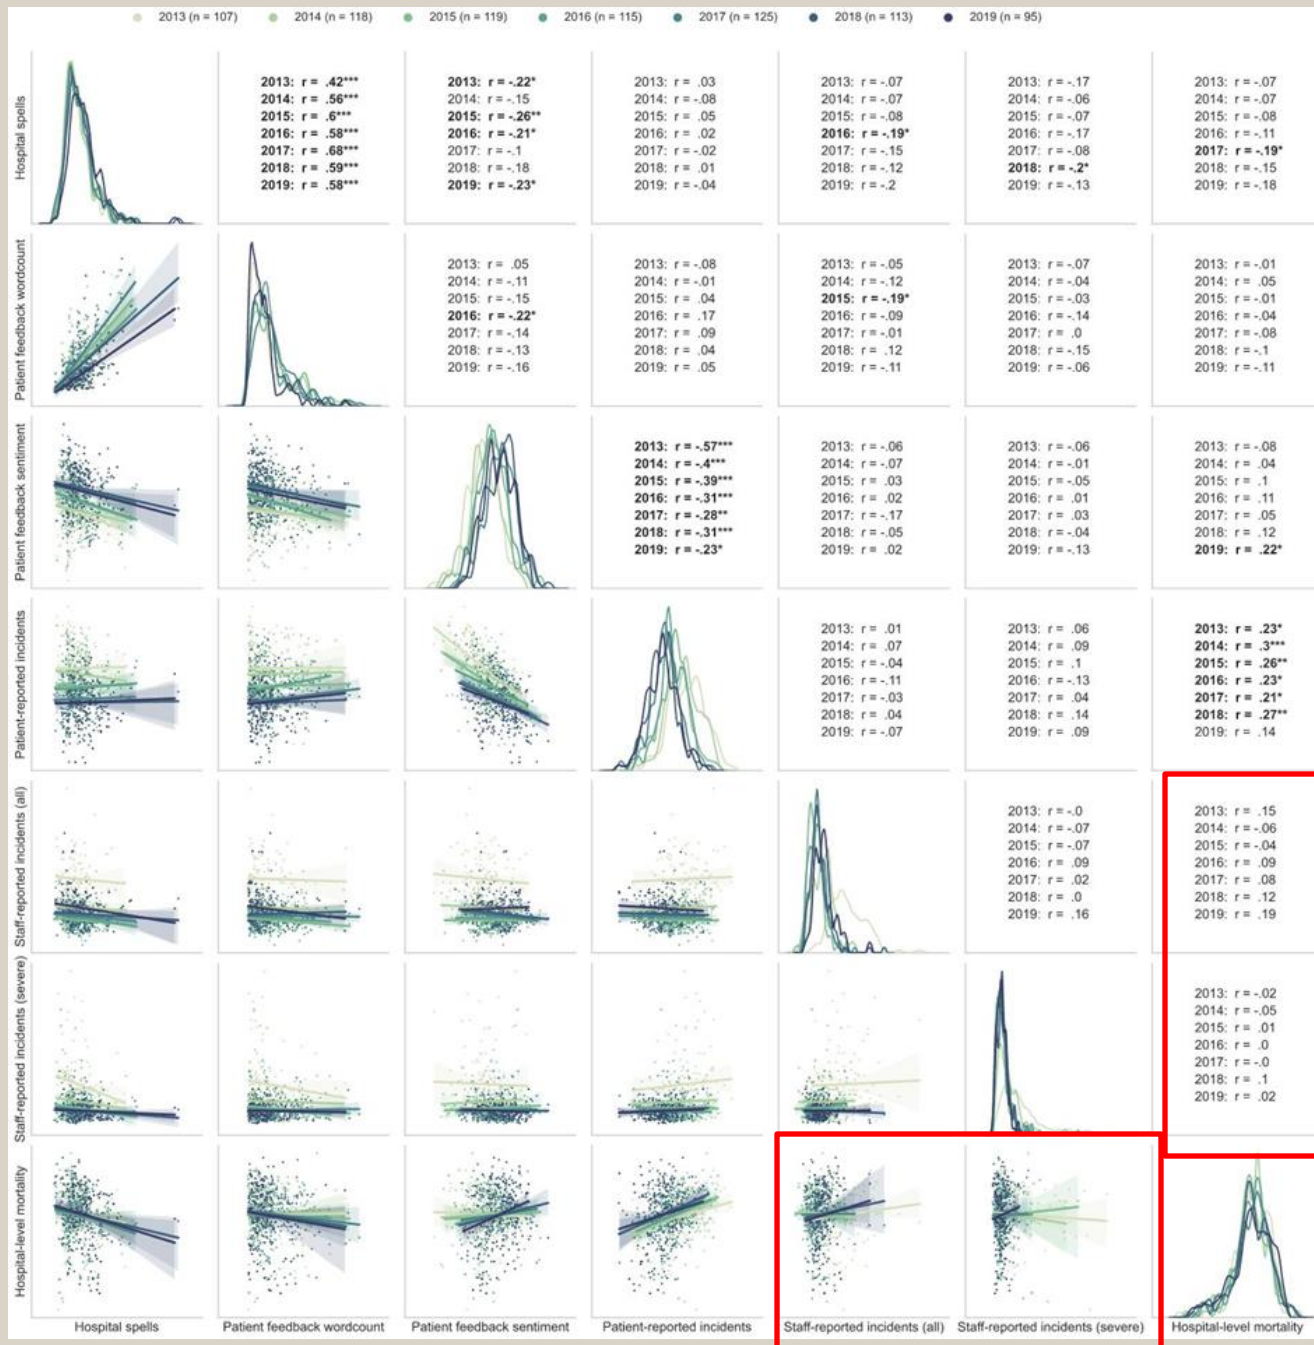 2013 (n = 107) 2014 (n = 118) 2015 (n = 119) 2016 (n = 115) 2017 (n = 125) 2018 (n = 113) 2019 (n = 95)
Hospital spells
2013: r = .42***
2014: r = .56***
2015: r = .6***
2016: r = .58***
2017: r = .68***
2018: r = .59***
2019: r = .58***
2013: r = -.22*
2014: r = -.15
2015: r = -.26**
2016: r = -.21*
2017: r = -.1
2018: r = -.18
2019: r = -.23*
2013: r = .03
2014: r = -.08
2015: r = .05
2016: r = .02
2017: r = -.02
2018: r = .01
2019: r = -.04
2013: r = -.07
2014: r = -.07
2015: r = -.08
2016: r = -.19*
2017: r = -.15
2018: r = -.12
2019: r = -.2
2013: r = -.17
2014: r = -.06
2015: r = -.07
2016: r = -.17
2017: r = -.08
2018: r = -.2*
2019: r = -.13
2013: r = -.07
2014: r = -.07
2015: r = -.08
2016: r = -.11
2017: r = -.19*
2018: r = -.15
2019: r = -.18
Patient feedback wordcount
2013: r = .05
2014: r = -.11
2015: r = -.15
2016: r = -.22*
2017: r = -.14
2018: r = -.13
2019: r = -.16
2013: r = -.08
2014: r = -.01
2015: r = .04
2016: r = .17
2017: r = .09
2018: r = .04
2019: r = .05
2013: r = -.05
2014: r = -.12
2015: r = -.19*
2016: r = -.09
2017: r = -.01
2018: r = .12
2019: r = -.11
2013: r = -.07
2014: r = -.04
2015: r = -.03
2016: r = -.14
2017: r = .0
2018: r = -.15
2019: r = -.06
2013: r = -.01
2014: r = .05
2015: r = -.01
2016: r = -.04
2017: r = -.08
2018: r = -.1
2019: r = -.11
Patient feedback sentiment
2013: r = -.57***
2014: r = -.4***
2015: r = -.39***
2016: r = -.31***
2017: r = -.28**
2018: r = -.31***
2019: r = -.23*
2013: r = -.06
2014: r = -.07
2015: r = .03
2016: r = .02
2017: r = -.17
2018: r = -.05
2019: r = .02
2013: r = -.06
2014: r = -.01
2015: r = -.05
2016: r = .01
2017: r = .03
2018: r = -.04
2019: r = -.13
2013: r = -.08
2014: r = .04
2015: r = .1
2016: r = .11
2017: r = .05
2018: r = .12
2019: r = .22*
Patient-reported incidents
2013: r = .01
2014: r = .07
2015: r = -.04
2016: r = -.11
2017: r = -.03
2018: r = .04
2019: r = -.07
2013: r = .06
2014: r = .09
2015: r = .1
2016: r = -.13
2017: r = .04
2018: r = .14
2019: r = .09
2013: r = .23*
2014: r = .3***
2015: r = .26**
2016: r = .23*
2017: r = .21*
2018: r = .27**
2019: r = .14
Staff-reported incidents (all)
2013: r = -.0
2014: r = -.07
2015: r = -.07
2016: r = .09
2017: r = .02
2018: r = .0
2019: r = .16
2013: r = .15
2014: r = -.06
2015: r = -.04
2016: r = .09
2017: r = .08
2018: r = .12
2019: r = .19
Staff-reported incidents (severe)
2013: r = -.02
2014: r = -.05
2015: r = .01
2016: r = .0
2017: r = -.0
2018: r = .1
2019: r = .02
Hospital-level mortality
Hospital spells
Patient feedback wordcount
Patient feedback sentiment
Patient-reported incidents
Staff-reported incidents (all)
Staff-reported incidents (severe)
Hospital-level mortality